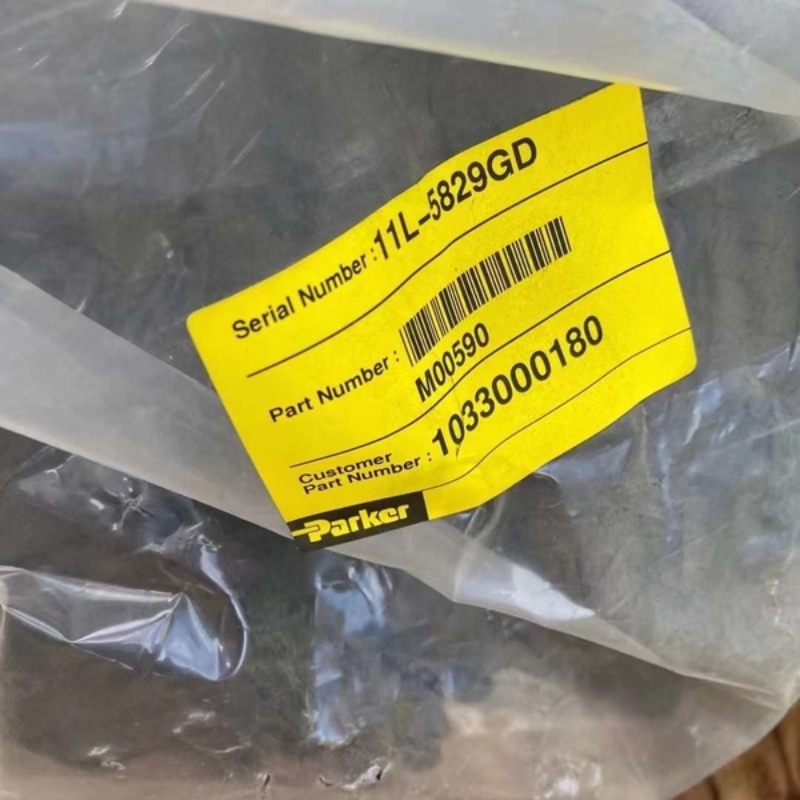 Serial Number : 11L-5829GD
Part Number :
M00590
Customer
Part Number : 1033000180
Parker